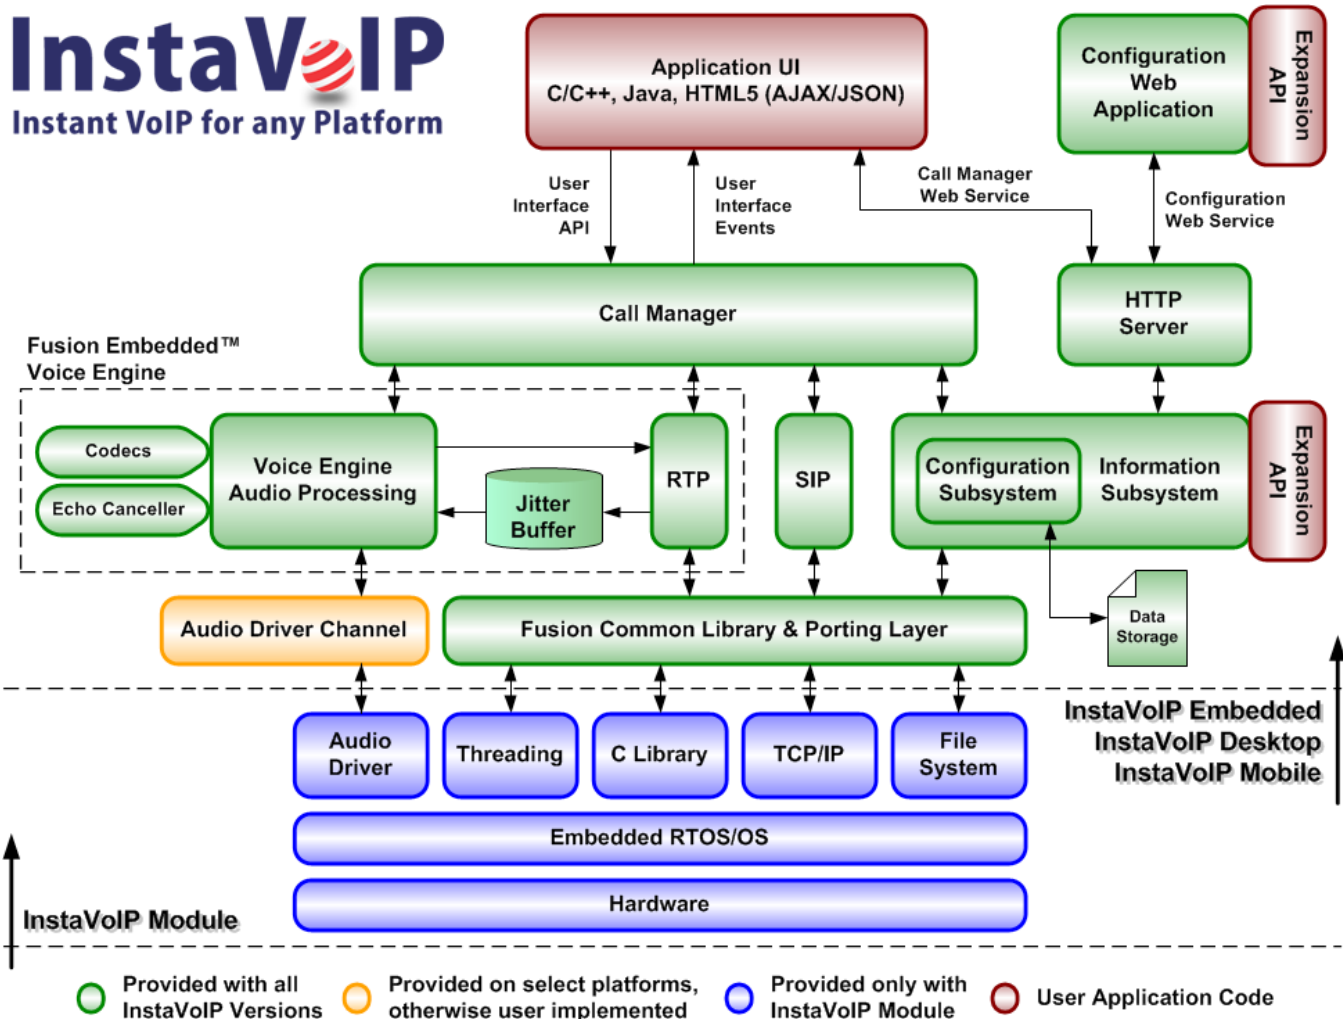 InstaVoIP
Instant VoIP for any Platform
Application UI
C/C++, Java, HTML5 (AJAX/JSON)
Configuration
Web
Application
Expansion
API
User
Interface
API
User
Interface
Events
Call Manager
Web Service
Configuration
Web Service
Call Manager
HTTP
Server
Fusion Embedded™
Voice Engine
Codecs
Echo Canceller
Voice Engine
Audio Processing
Jitter
Buffer
RTP
SIP
Configuration
Subsystem
Information
Subsystem
Expansion
API
Audio Driver Channel
Fusion Common Library & Porting Layer
Data
Storage
Audio
Driver
Threading
C Library
TCP/IP
File
System
InstaVoIP Embedded
InstaVoIP Desktop
InstaVoIP Mobile
Embedded RTOS/OS
Hardware
InstaVoIP Module
Provided with all
InstaVoIP Versions
Provided on select platforms,
otherwise user implemented
Provided only with
InstaVoIP Module
User Application Code